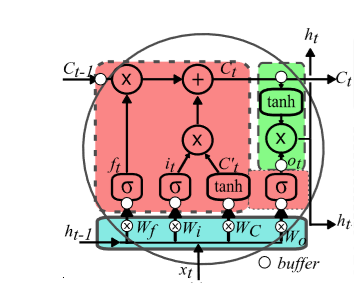 h_t
C_{t-1} X + C_t C_t
tanh
X
X
f_t i_t C'_t o_t
σ σ tanh σ
h_{t-1} W_f W_i W_C W_o h_t
x_t buffer